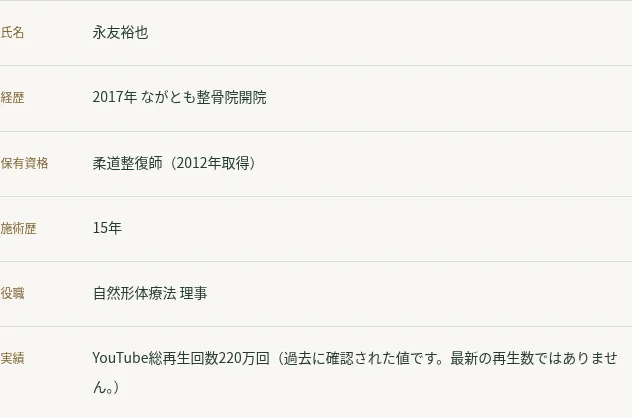 氏名 永友裕也
経歴 2017年 ながとも整骨院開院
保有資格 柔道整復師（2012年取得）
施術歴 15年
役職 自然形体療法 理事
実績 YouTube総再生回数220万回（過去に確認された値です。最新の再生数ではありませ
ん。）